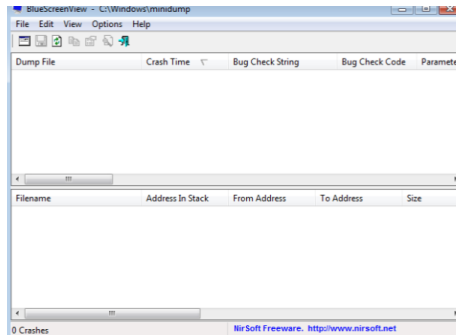 BlueScreenView - C:\Windows\minidump
File Edit View Options Help
Dump File Crash Time Bug Check String Bug Check Code Paramete
Filename Address In Stack From Address To Address Size
0 Crashes NirSoft Freeware. http://www.nirsoft.net